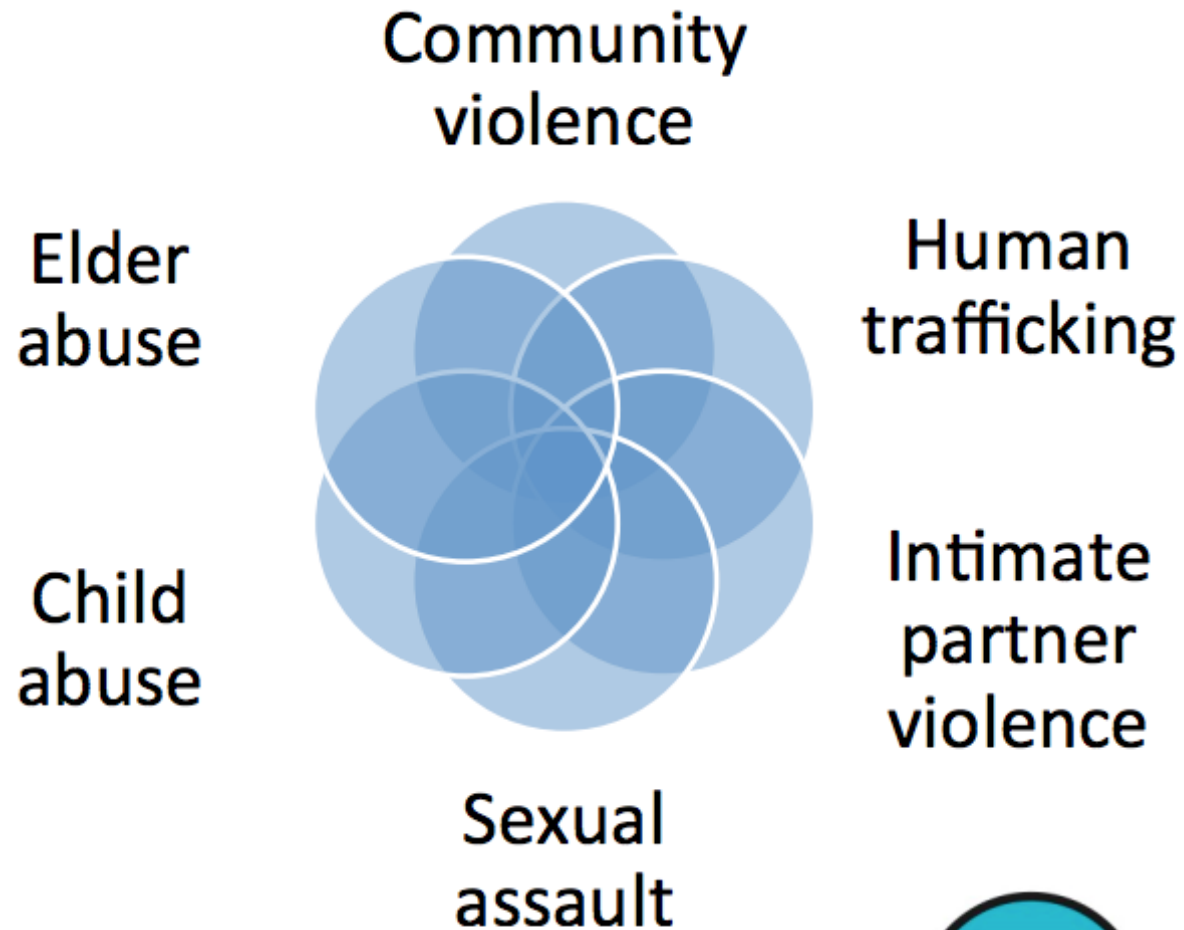 Community
violence
Elder
abuse
Human
trafficking
Child
abuse
Intimate
partner
violence
Sexual
assault